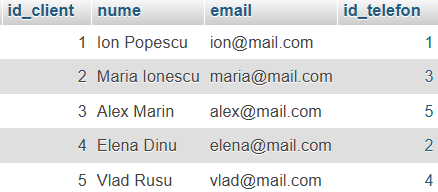 id_client nume email id_telefon
1 Ion Popescu ion@mail.com 1
2 Maria Ionescu maria@mail.com 3
3 Alex Marin alex@mail.com 5
4 Elena Dinu elena@mail.com 2
5 Vlad Rusu vlad@mail.com 4